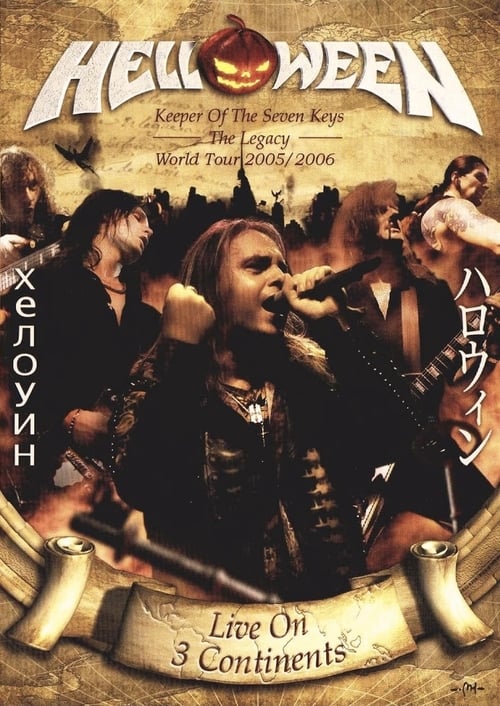 HELLOWEEN
Keeper Of The Seven Keys
The Legacy
World Tour 2005/2006
хелоуин
ハロウィン
Live On
3 Continents